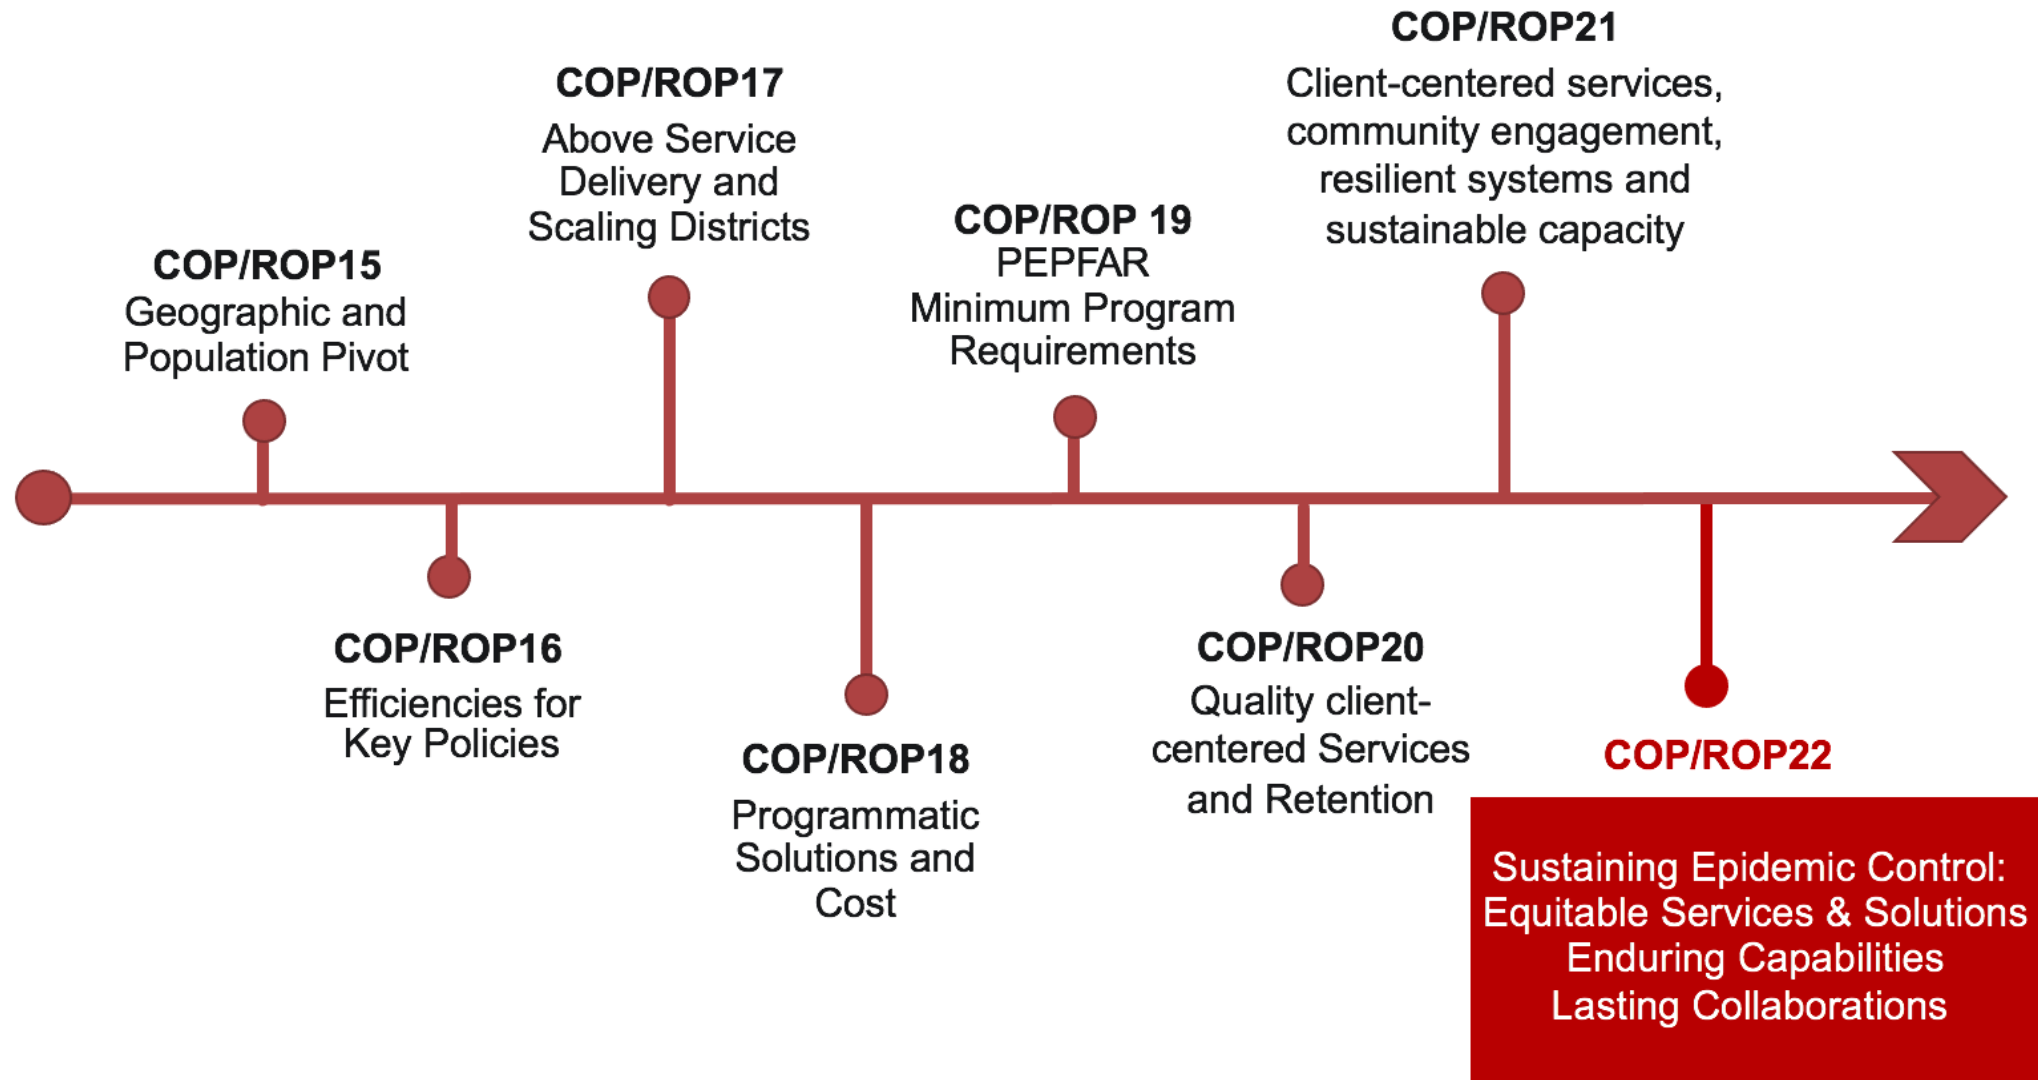 COP/ROP15
Geographic and
Population Pivot
COP/ROP16
Efficiencies for
Key Policies
COP/ROP17
Above Service
Delivery and
Scaling Districts
COP/ROP18
Programmatic
Solutions and
Cost
COP/ROP 19
PEPFAR
Minimum Program
Requirements
COP/ROP20
Quality client-
centered Services
and Retention
COP/ROP21
Client-centered services,
community engagement,
resilient systems and
sustainable capacity
COP/ROP22
Sustaining Epidemic Control:
Equitable Services & Solutions
Enduring Capabilities
Lasting Collaborations